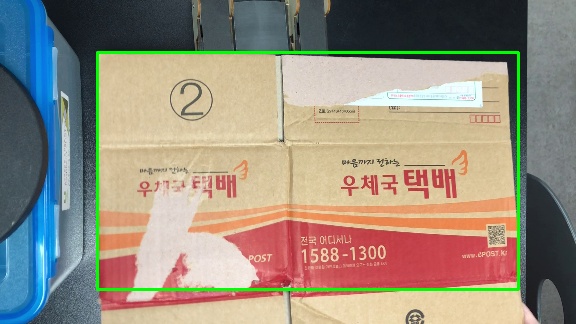 ②
마음까지 전하는
우체국 택배
마음까지 전하는
우체국 택배
전국 어디서나
1588-1300
POST
www.ePOST.kr